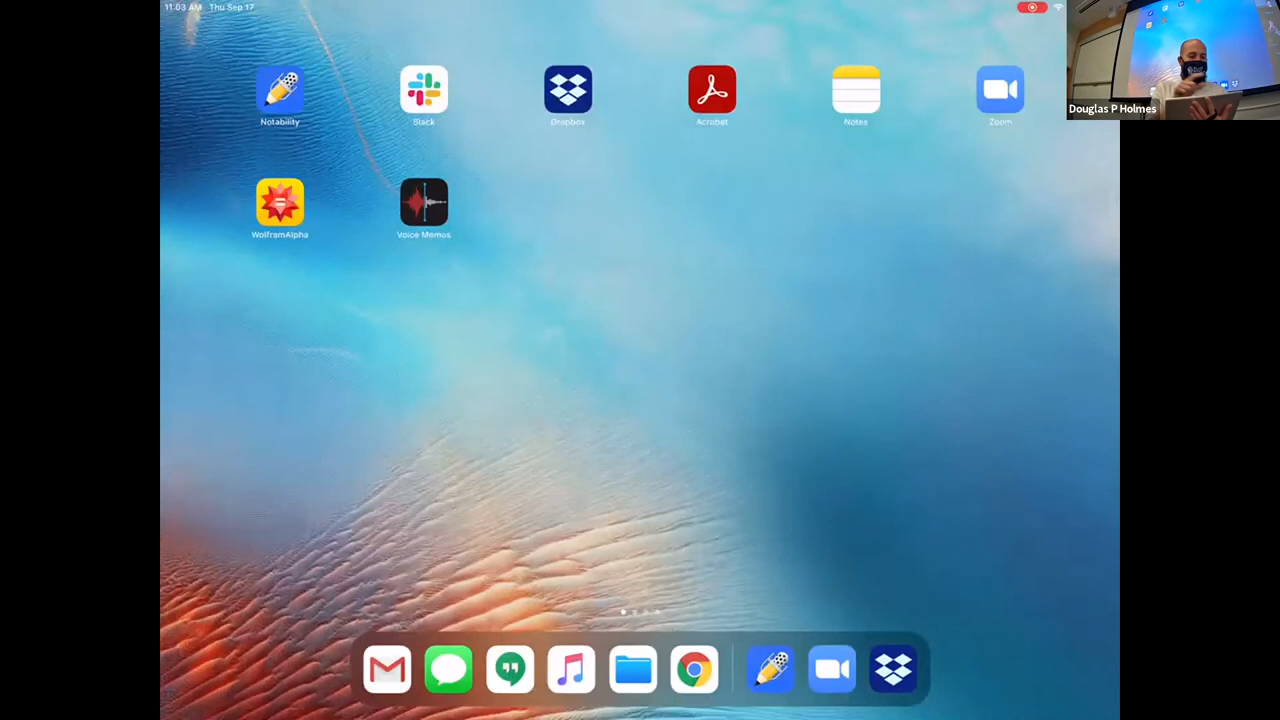 11:03 AM Thu Sep 17
Douglas P Holmes
Notability
Slack
Dropbox
Acrobat
Notes
Zoom
WolframAlpha
Voice Memos